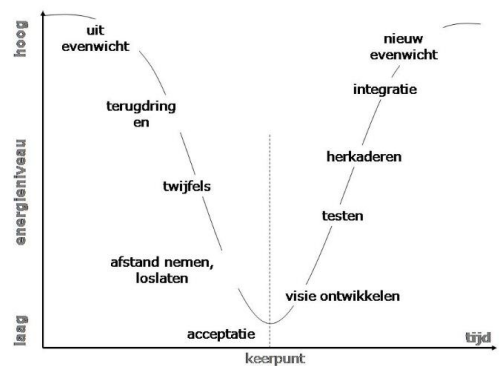 hoog
energieniveau
laag
uit
evenwicht
terugdring
en
twijfels
afstand nemen,
loslaten
acceptatie
nieuw
evenwicht
integratie
herkaderen
testen
visie ontwikkelen
keerpunt
tijd